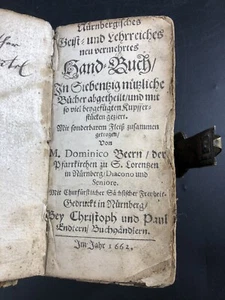 Nürnbergisches
Geist/ und Lehrreiches
neu vermehrtes
Hand-Buch/
In Siebentzig nützliche
Bücher abgetheilt/ und mit
so viel beygefügten Kupffer-
stücken geziert.
Mit sonderbarem Fleiß zusammen
getragen/
Von
M. Dominico Beern/ der
Pfarrkirchen zu S. Lorentzen
in Nürnberg/ Diacono und
Seniore.
Mit Churfürstlicher Sächsischer Freyheit.
Gedruckt in Nürnberg/
Bey Christoph und Paul
Endtern/ Buchhändlern.
Im Jahr 1662.